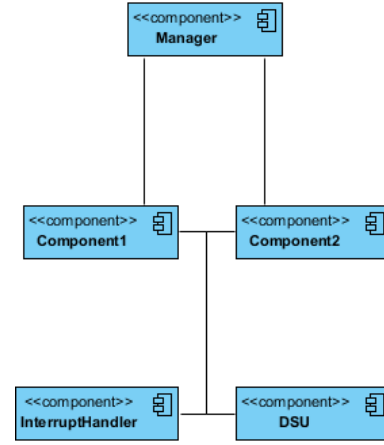 <<component>>
Manager
<<component>>
Component1
<<component>>
Component2
<<component>>
InterruptHandler
<<component>>
DSU